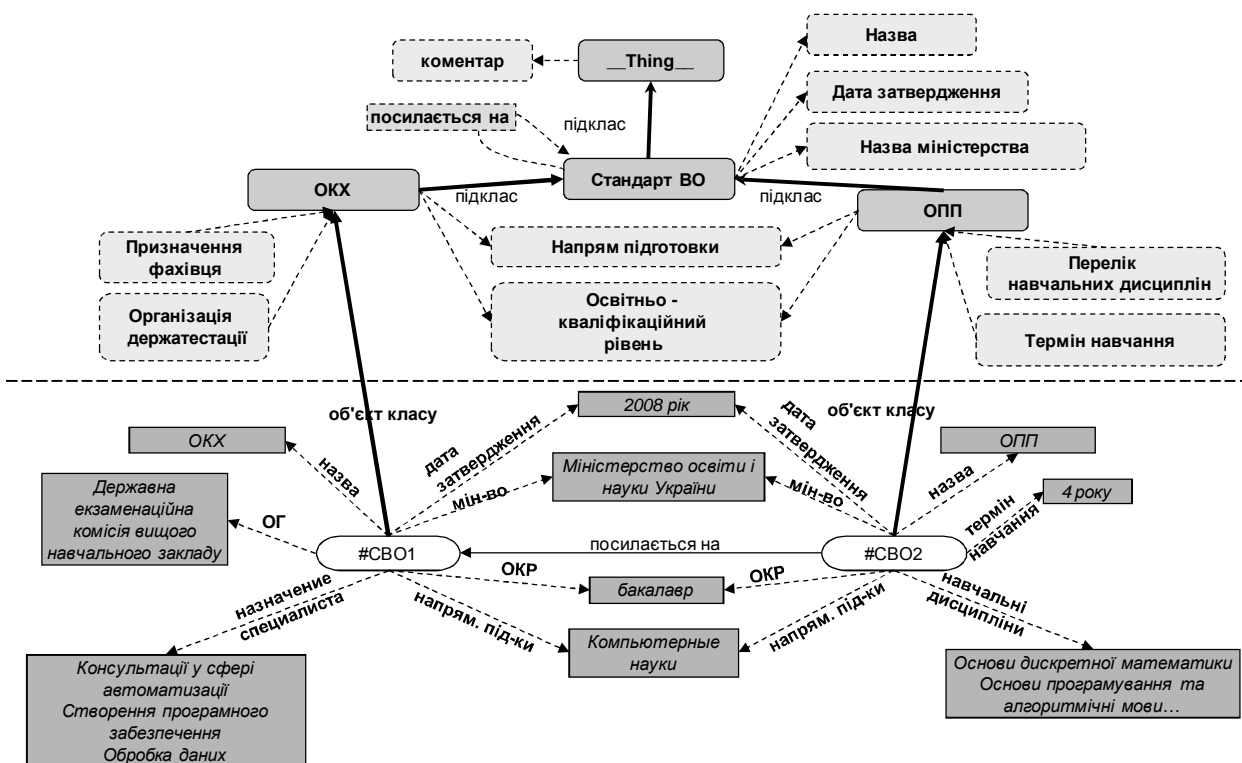 Назва
коментар
__Thing__
Дата затвердження
посилається на
підклас
Назва міністерства
Стандарт ВО
ОКХ
підклас
підклас
ОПП
Призначення
фахівця
Напрям підготовки
Перелік
навчальних дисциплін
Організація
держатестації
Освітньо -
кваліфікаційний
рівень
Термін навчання
об'єкт класу
2008 рік
об'єкт класу
ОКХ
назва
дата
затвердження
дата
затвердження
ОПП
назва
Державна
екзаменаційна
комісія вищого
навчального закладу
ОГ
мін-во
Міністерство освіти і
науки України
мін-во
термін
навчання
4 року
#СВО1
посилається на
#СВО2
ОКР
бакалавр
ОКР
назначение
специалиста
напрям. під-ки
Компьютерные
науки
напрям. під-ки
навчальні
дисципліни
Консультації у сфері
автоматизації
Створення програмного
забезпечення
Обробка даних
Основи дискретної математики
Основи програмування та
алгоритмічні мови...